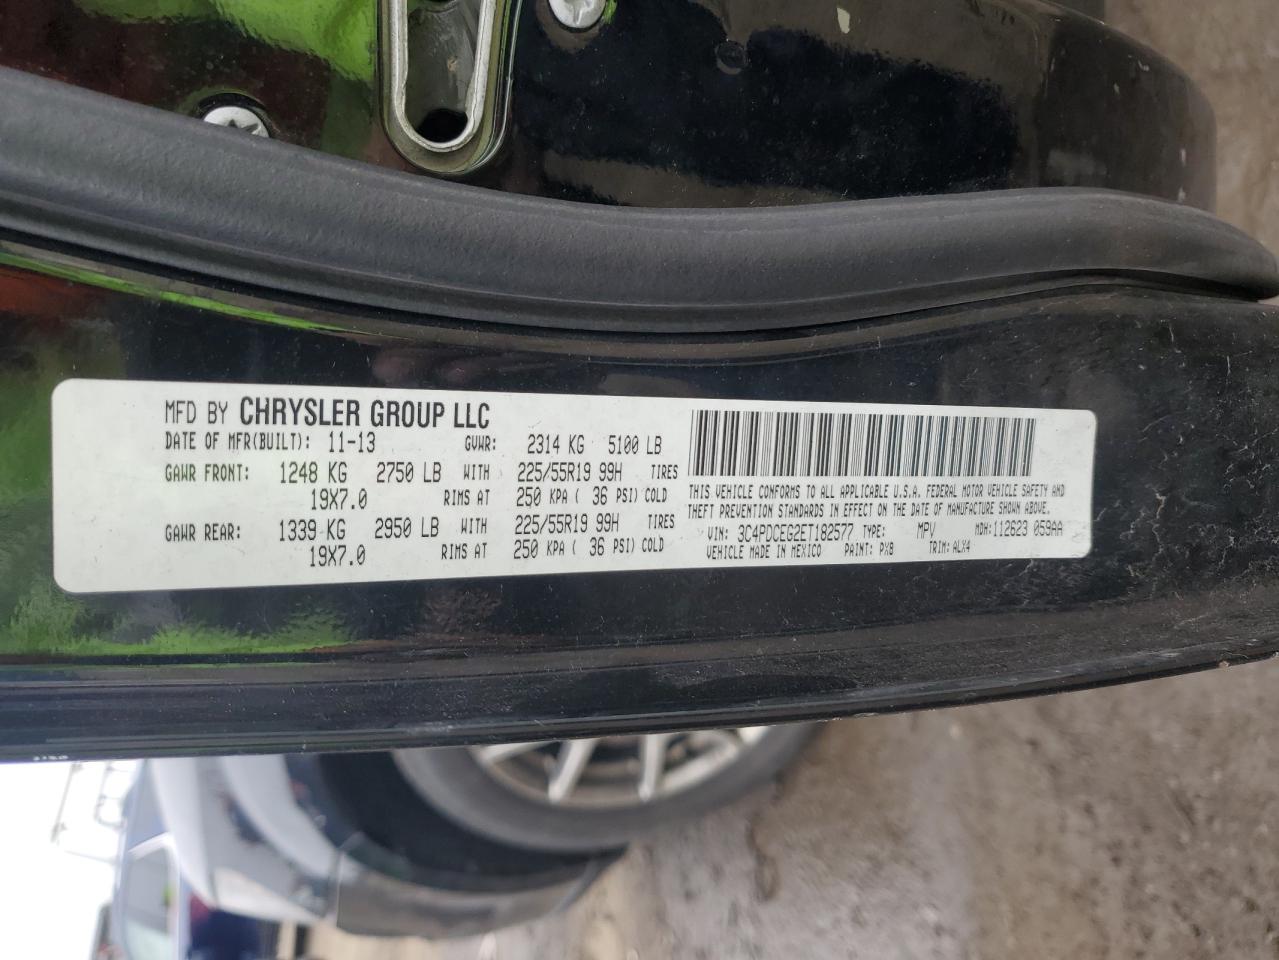 MFD BY CHRYSLER GROUP LLC
DATE OF MFR(BUILT): 11-13 GVWR: 2314 KG 5100 LB
GAWR FRONT: 1248 KG 2750 LB WITH 225/55R19 99H TIRES
19X7.0 RIMS AT 250 KPA ( 36 PSI) COLD
GAWR REAR: 1339 KG 2950 LB WITH 225/55R19 99H TIRES
19X7.0 RIMS AT 250 KPA ( 36 PSI) COLD
THIS VEHICLE CONFORMS TO ALL APPLICABLE U.S.A. FEDERAL MOTOR VEHICLE SAFETY AND
THEFT PREVENTION STANDARDS IN EFFECT ON THE DATE OF MANUFACTURE SHOWN ABOVE.
VIN: 3C4PDCEG2ET182577 TYPE: MPV MDH: 112623 059AA
VEHICLE MADE IN MEXICO PAINT: PX8 TRIM: ALX4